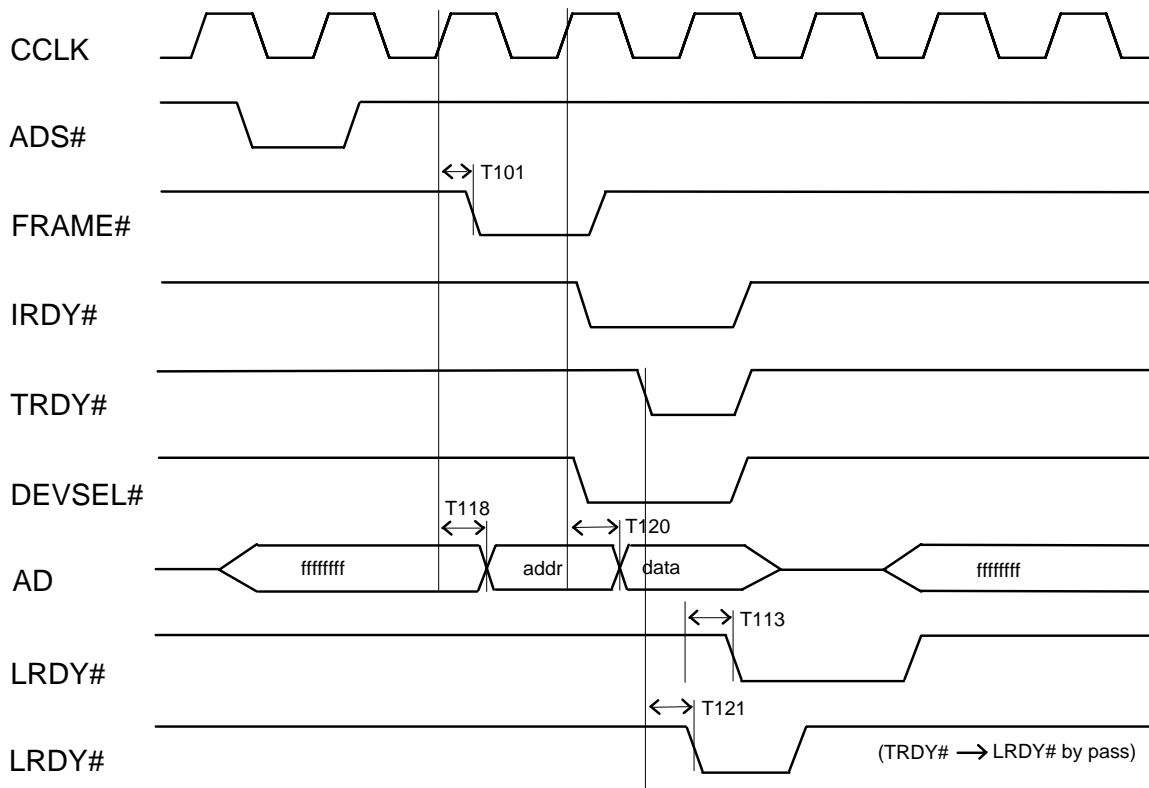 CCLK
ADS#
T101
FRAME#
IRDY#
TRDY#
DEVSEL#
T118
T120
AD
ffffffff
addr
data
ffffffff
T113
LRDY#
T121
LRDY#
(TRDY# → LRDY# by pass)